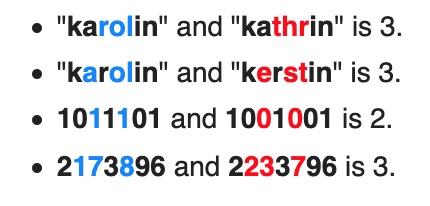 • "karolin" and "kathrin" is 3.
• "karolin" and "kerstin" is 3.
• 1011101 and 1001001 is 2.
• 2173896 and 2233796 is 3.